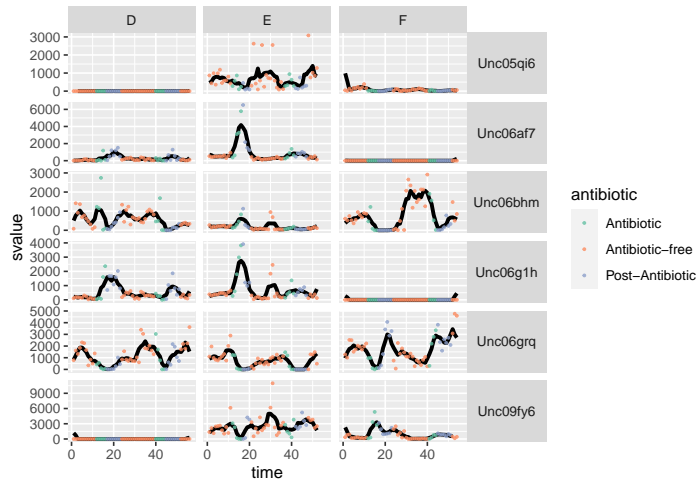 D E F
3000
2000
1000
0
Unc05qi6
6000
4000
2000
0
Unc06af7
3000
2000
1000
0
Unc06bhm
4000
3000
2000
1000
0
Unc06g1h
5000
4000
3000
2000
1000
0
Unc06grq
9000
6000
3000
0
Unc09fy6
0 20 40 0 20 40 0 20 40
time
svalue
antibiotic
Antibiotic
Antibiotic−free
Post−Antibiotic